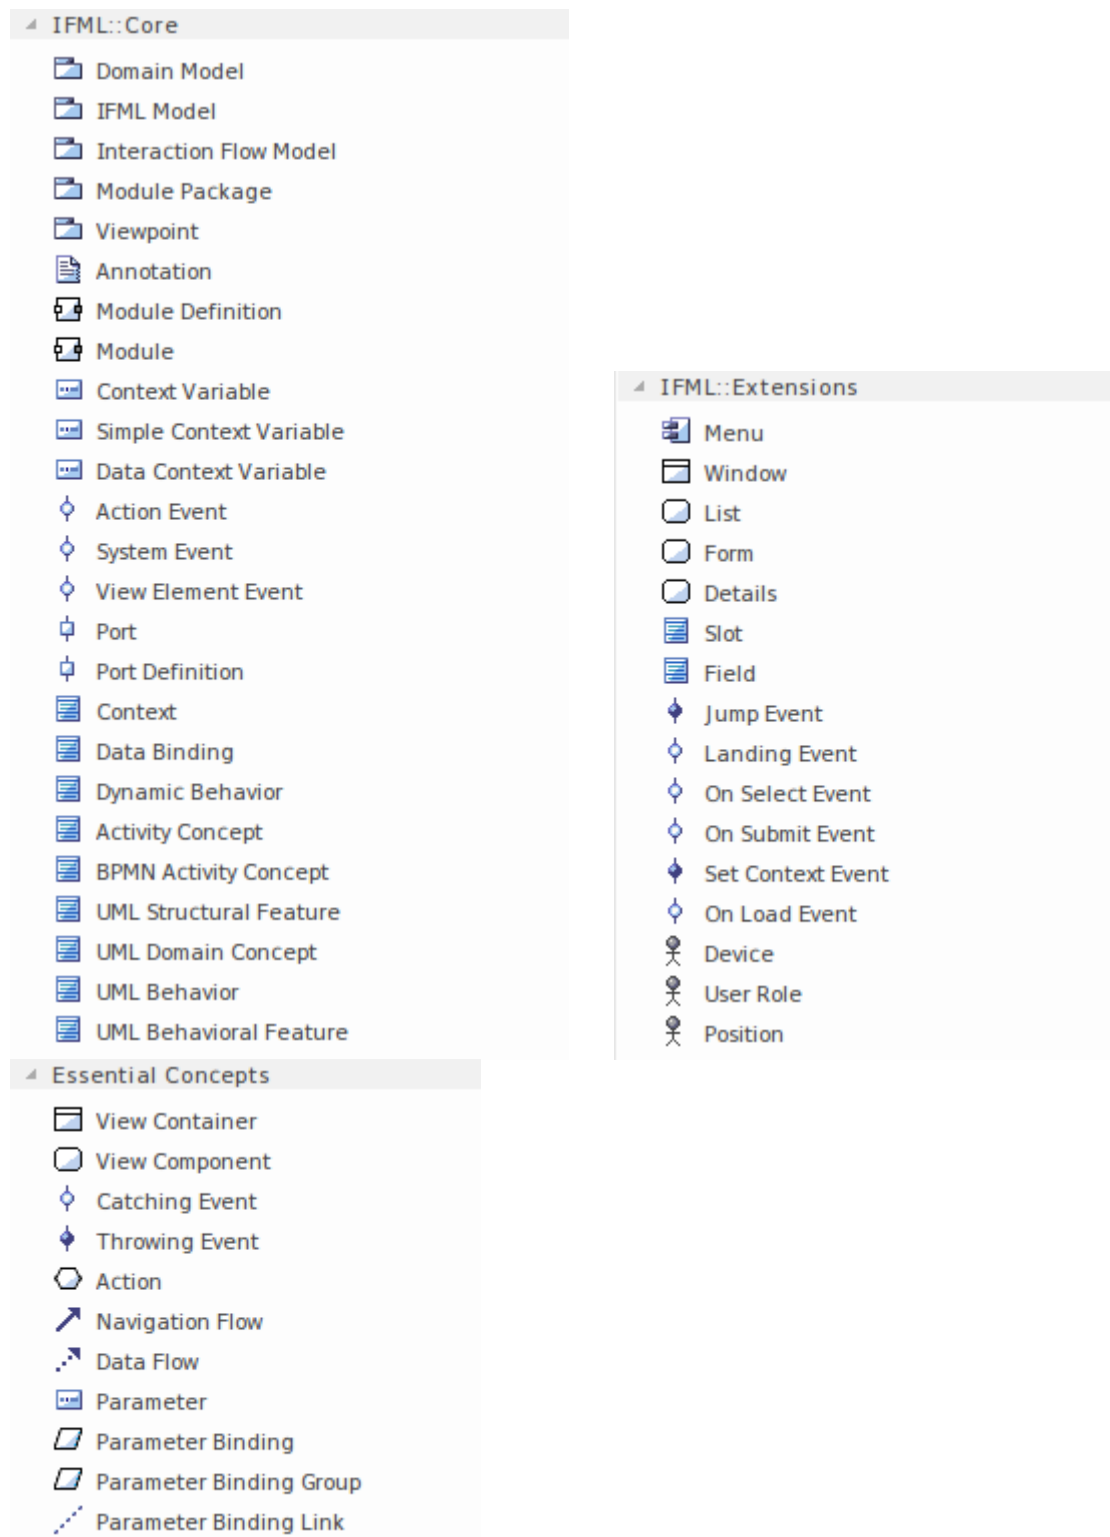 IFML::Core
Domain Model
IFML Model
Interaction Flow Model
Module Package
Viewpoint
Annotation
Module Definition
Module
Context Variable
Simple Context Variable
Data Context Variable
Action Event
System Event
View Element Event
Port
Port Definition
Context
Data Binding
Dynamic Behavior
Activity Concept
BPMN Activity Concept
UML Structural Feature
UML Domain Concept
UML Behavior
UML Behavioral Feature
IFML::Extensions
Menu
Window
List
Form
Details
Slot
Field
Jump Event
Landing Event
On Select Event
On Submit Event
Set Context Event
On Load Event
Device
User Role
Position
Essential Concepts
View Container
View Component
Catching Event
Throwing Event
Action
Navigation Flow
Data Flow
Parameter
Parameter Binding
Parameter Binding Group
Parameter Binding Link